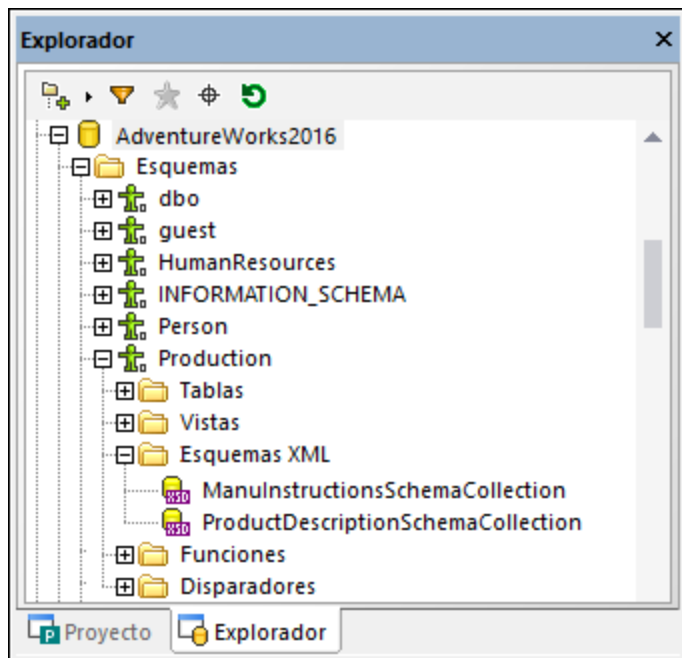 Explorador
AdventureWorks2016
Esquemas
dbo
guest
HumanResources
INFORMATION_SCHEMA
Person
Production
Tablas
Vistas
Esquemas XML
ManuInstructionsSchemaCollection
ProductDescriptionSchemaCollection
Funciones
Disparadores
Proyecto Explorador